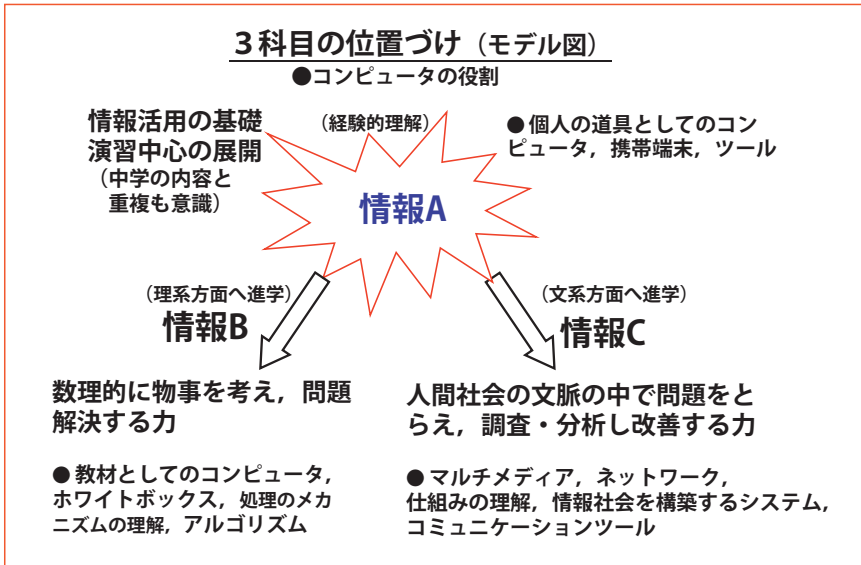 3科目の位置づけ（モデル図）
●コンピュータの役割
情報活用の基礎
演習中心の展開
（中学の内容と
重複も意識）
（経験的理解）
●個人の道具としてのコン
ピュータ，携帯端末，ツール
情報A
（理系方面へ進学）
情報B
（文系方面へ進学）
情報C
数理的に物事を考え，問題
解決する力
人間社会の文脈の中で問題をと
らえ，調査・分析し改善する力
●教材としてのコンピュータ，
ホワイトボックス，処理のメカ
ニズムの理解，アルゴリズム
●マルチメディア，ネットワーク，
仕組みの理解，情報社会を構築するシステム，
コミュニケーションツール